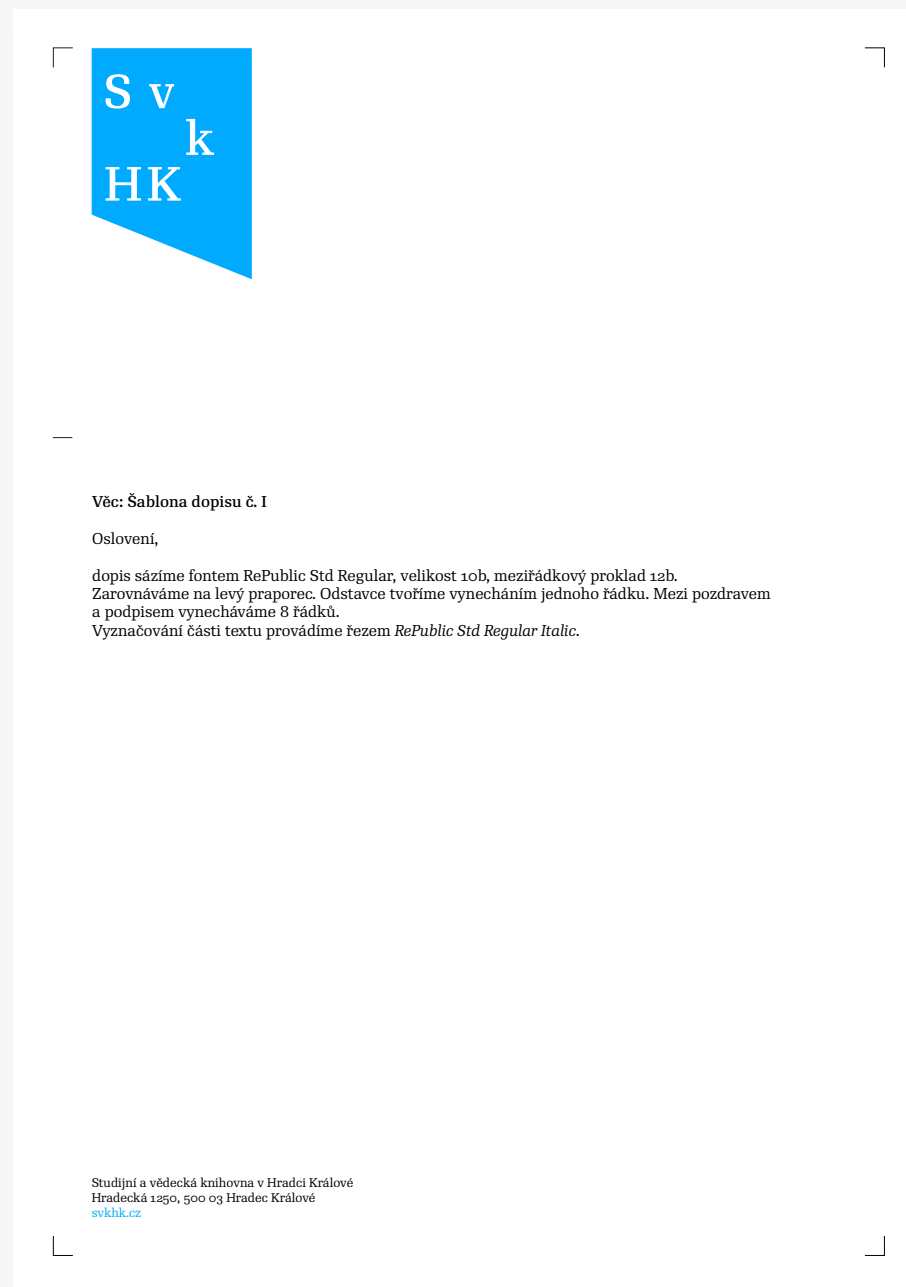 S v
k
HK
Věc: Šablona dopisu č. I
Oslovení,
dopis sázíme fontem RePublic Std Regular, velikost 10b, meziřádkový proklad 12b.
Zarovnáváme na levý praporec. Odstavce tvoříme vynecháním jednoho řádku. Mezi pozdravem
a podpisem vynecháváme 8 řádků.
Vyznačování části textu provádíme řezem RePublic Std Regular Italic.
Studijní a vědecká knihovna v Hradci Králové
Hradecká 1250, 500 03 Hradec Králové
svkhk.cz